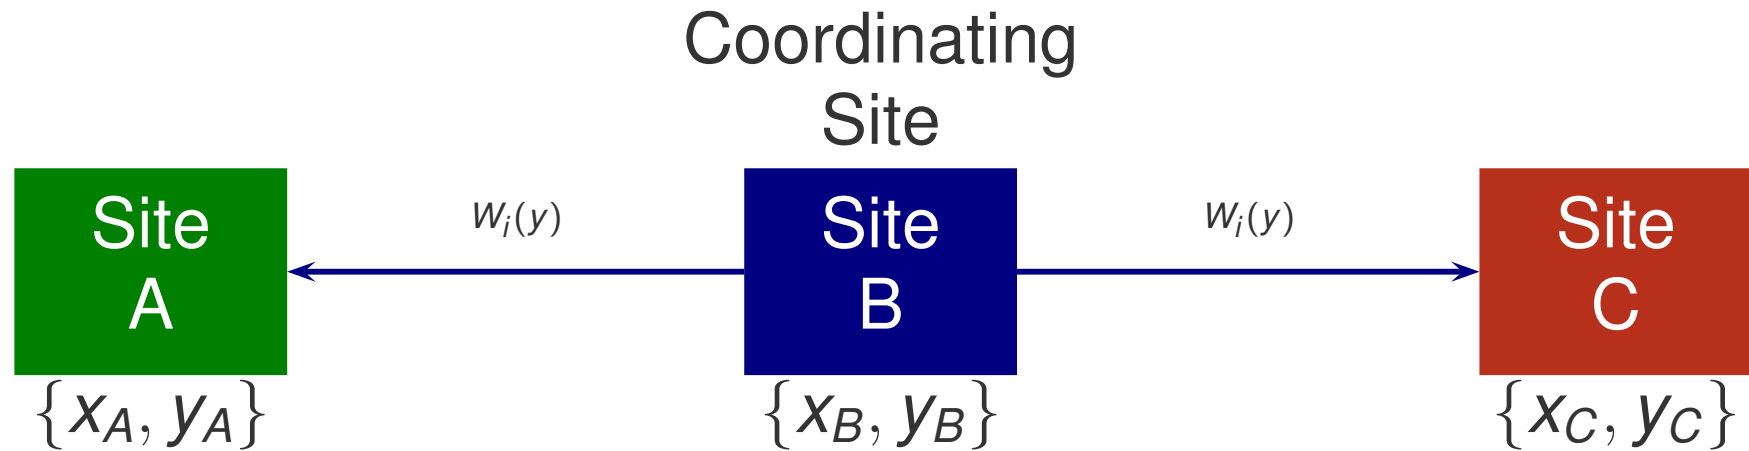 Coordinating
Site
Site
A
W_i(y)
Site
B
W_i(y)
Site
C
{x_A, y_A}
{x_B, y_B}
{x_C, y_C}